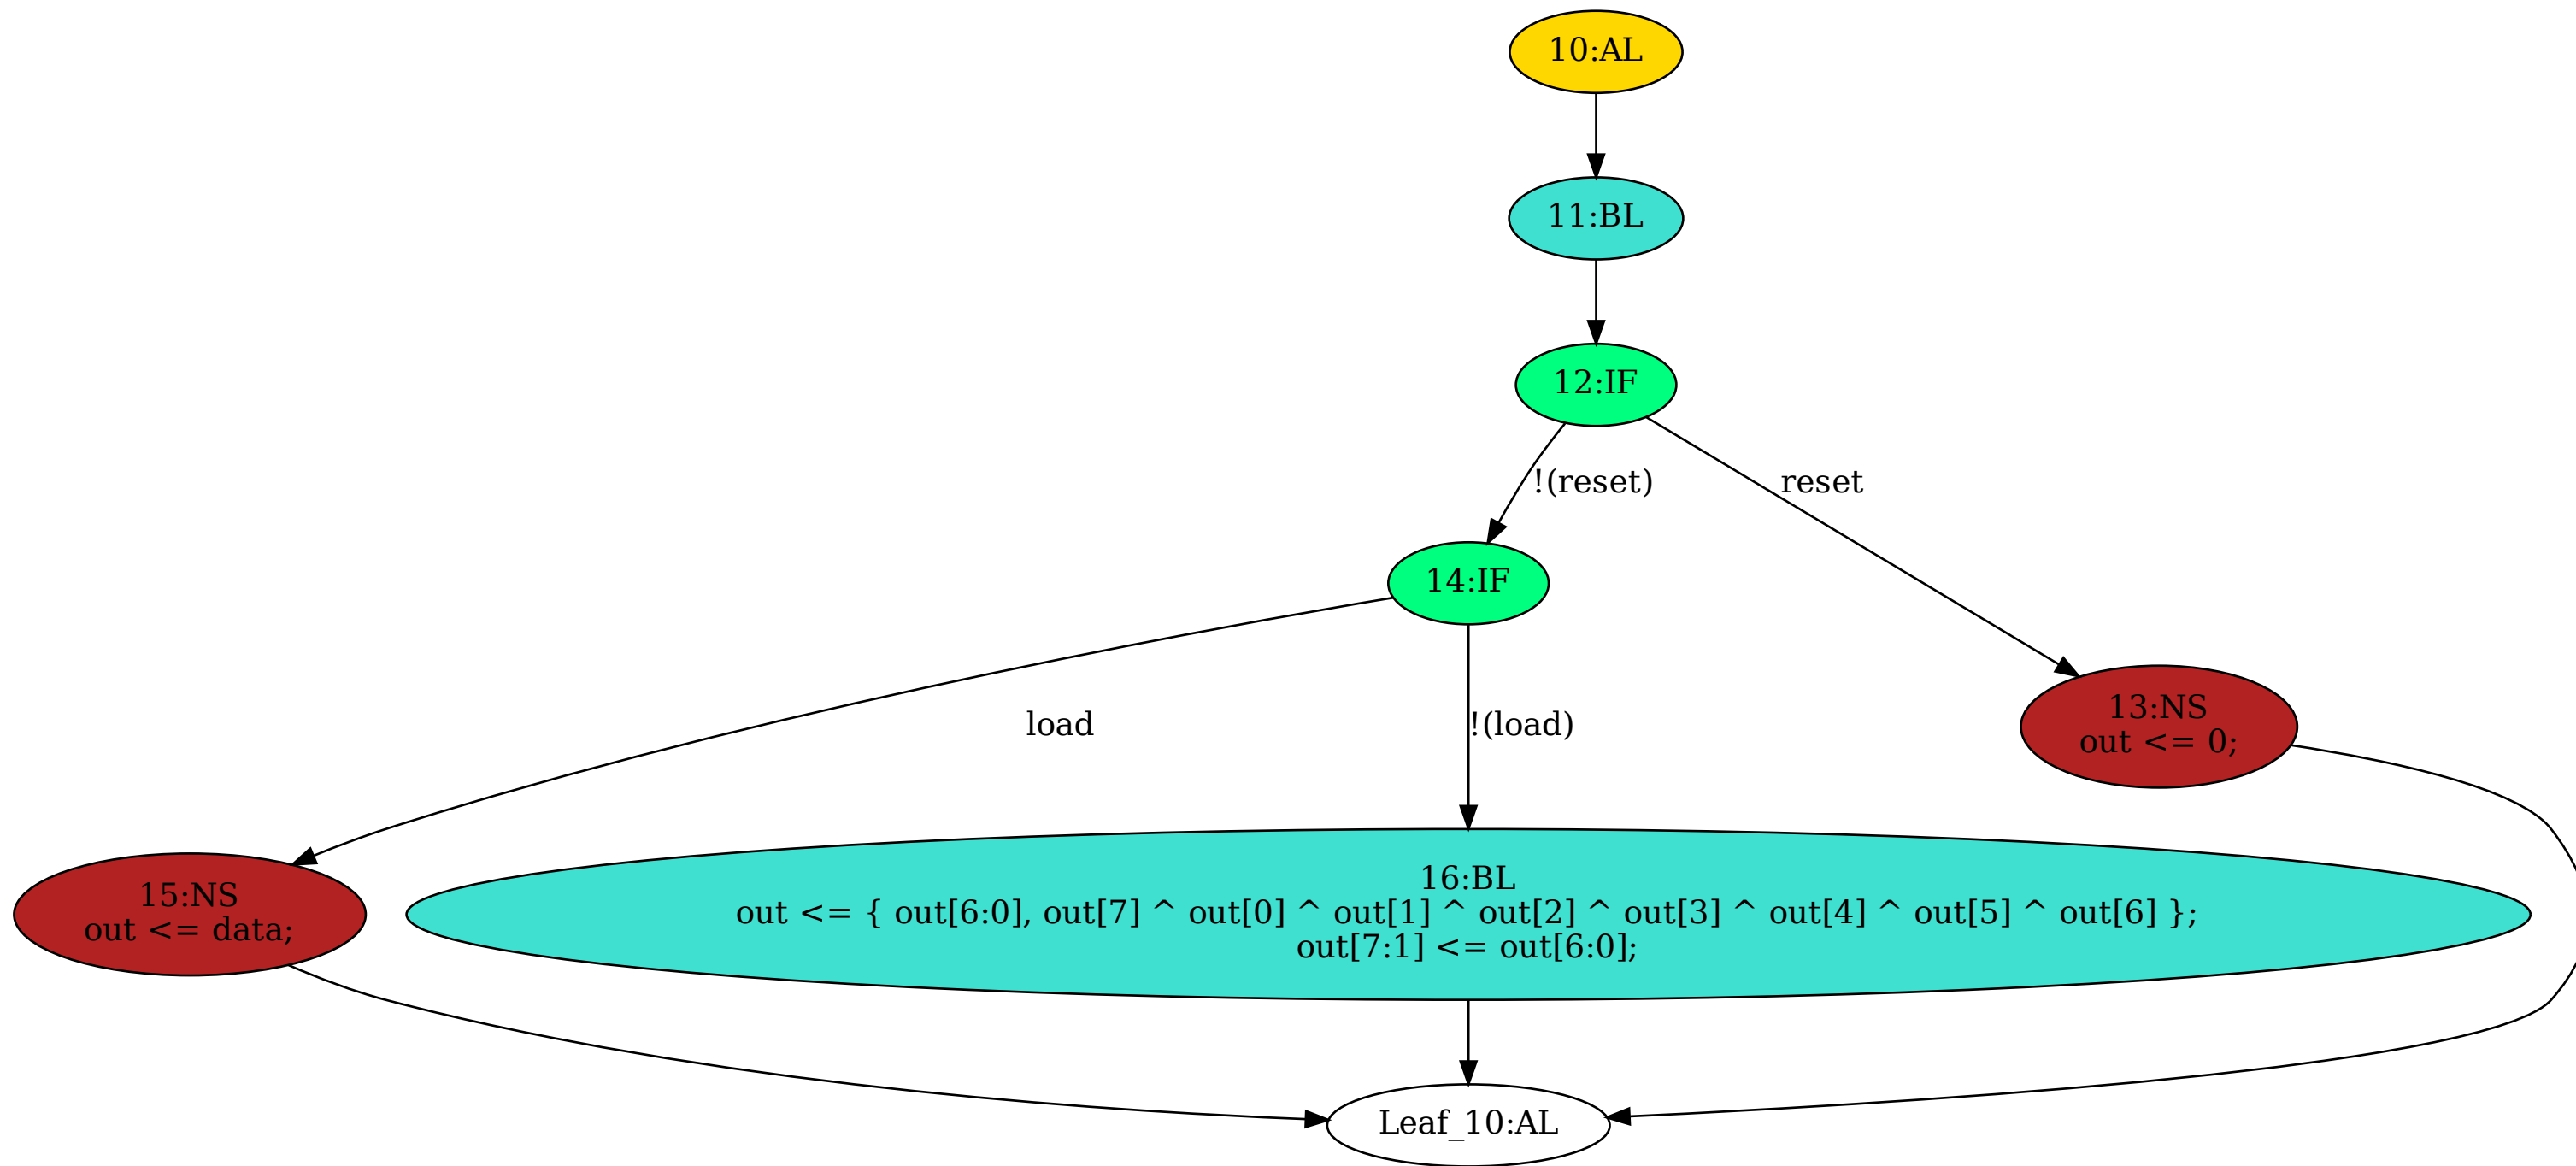 10:AL
11:BL
12:IF
!(reset)
reset
14:IF
load
!(load)
13:NS
out <= 0;
15:NS
out <= data;
16:BL
out <= { out[6:0], out[7] ^ out[0] ^ out[1] ^ out[2] ^ out[3] ^ out[4] ^ out[5] ^ out[6] };
out[7:1] <= out[6:0];
Leaf_10:AL